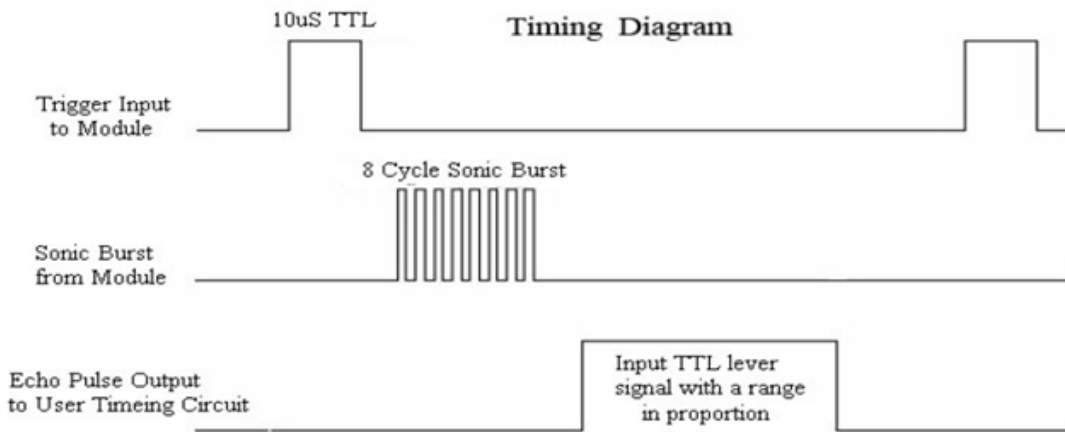 10uS TTL
Timing Diagram
Trigger Input
to Module
8 Cycle Sonic Burst
Sonic Burst
from Module
Echo Pulse Output
to User Timeing Circuit
Input TTL lever
signal with a range
in proportion